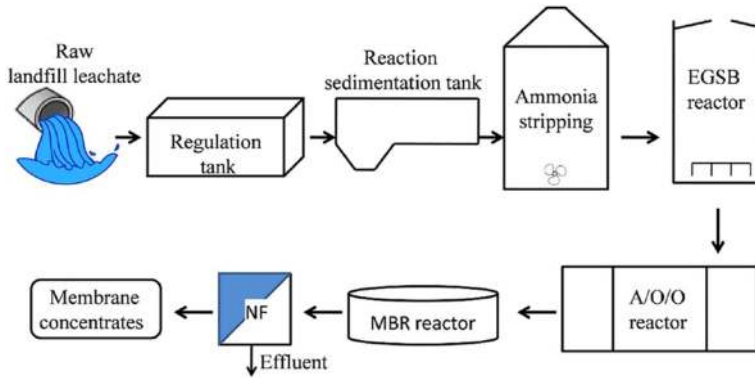 Raw
landfill leachate
Regulation
tank
Reaction
sedimentation tank
Ammonia
stripping
EGSB
reactor
A/O/O
reactor
MBR reactor
NF
Effluent
Membrane
concentrates